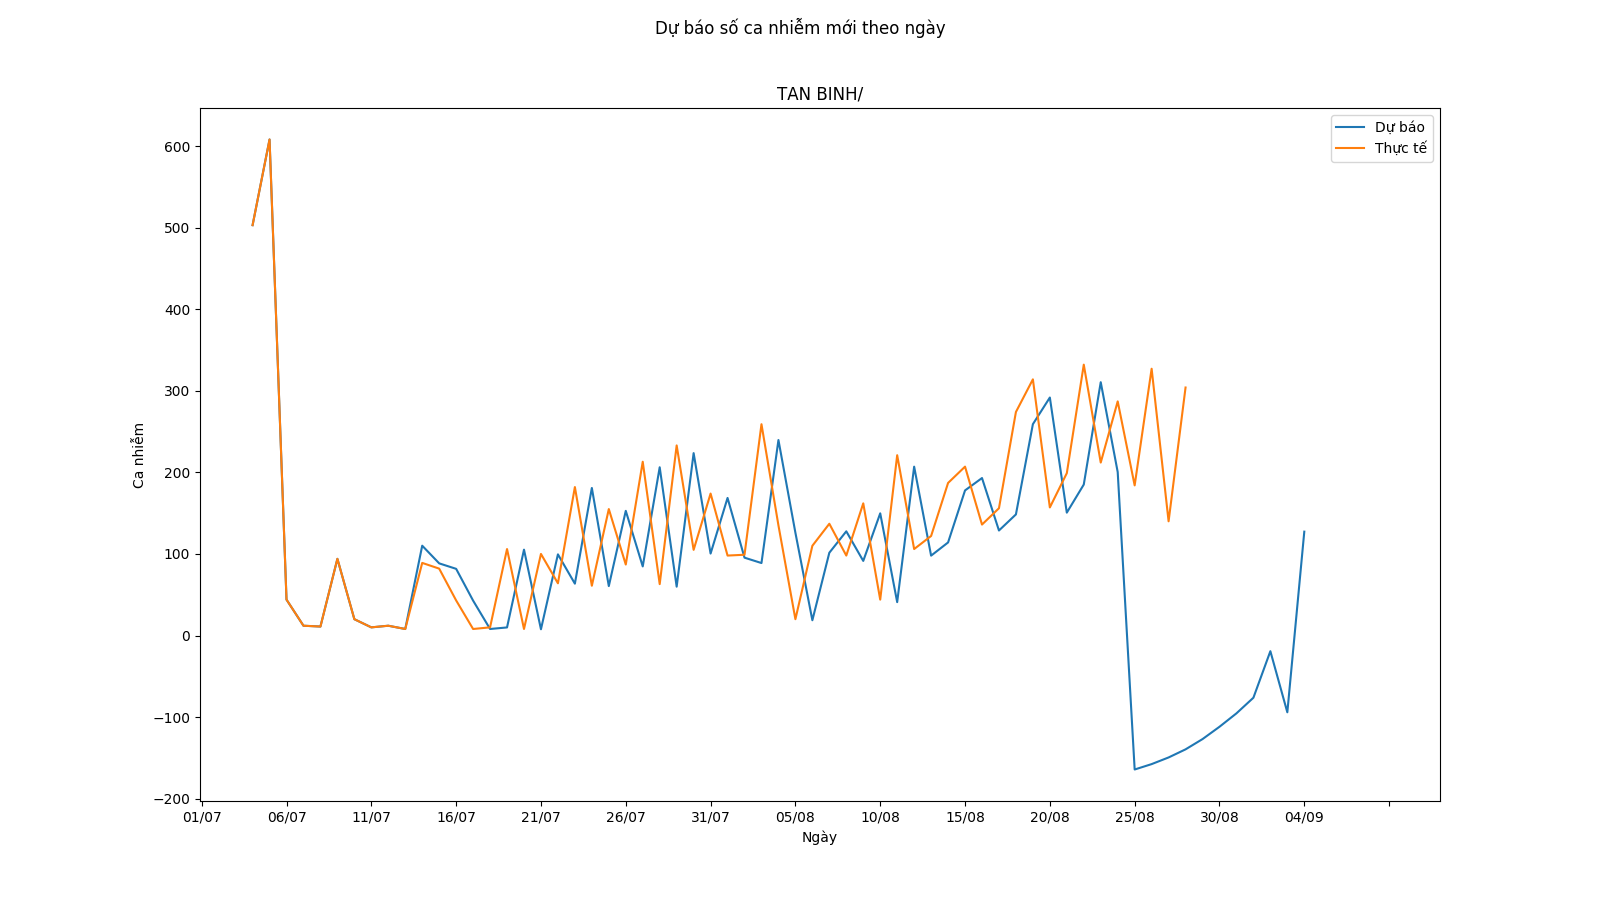 Dự báo số ca nhiễm mới theo ngày
TAN BINH/
Dự báo
Thực tế
600
500
400
300
200
100
0
−100
−200
Ca nhiễm
01/07 06/07 11/07 16/07 21/07 26/07 31/07 05/08 10/08 15/08 20/08 25/08 30/08 04/09
Ngày